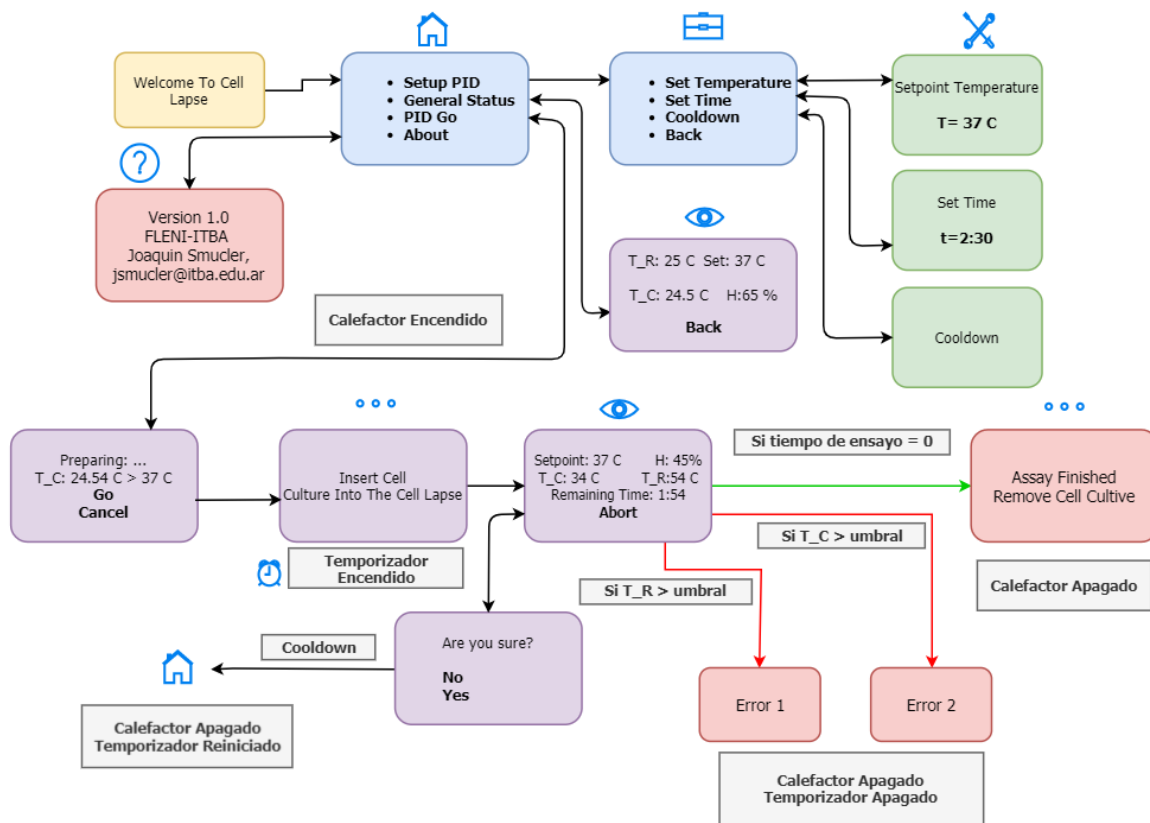 Welcome To Cell
Lapse
• Setup PID
• General Status
• PID Go
• About
• Set Temperature
• Set Time
• Cooldown
• Back
Setpoint Temperature
T= 37 C
?
Version 1.0
FLENI-ITBA
Joaquin Smucler,
jsmucler@itba.edu.ar
Set Time
t=2:30
T_R: 25 C Set: 37 C
T_C: 24.5 C H:65 %
Back
Calefactor Encendido
Cooldown
Preparing: ...
T_C: 24.54 C > 37 C
Go
Cancel
Insert Cell
Culture Into The Cell Lapse
Setpoint: 37 C H: 45%
T_C: 34 C T_R:54 C
Remaining Time: 1:54
Abort
Si tiempo de ensayo = 0
Assay Finished
Remove Cell Cultive
Si T_C > umbral
Temporizador
Encendido
Si T_R > umbral
Calefactor Apagado
Are you sure?
No
Yes
Cooldown
Calefactor Apagado
Temporizador Reiniciado
Error 1
Error 2
Calefactor Apagado
Temporizador Apagado